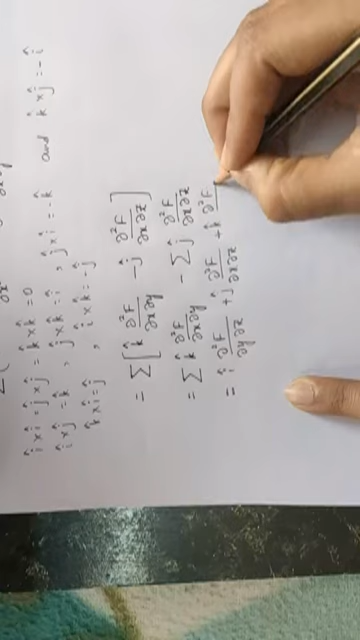 î × î = ĵ × ĵ = k̂ × k̂ = 0
î × ĵ = k̂ , ĵ × k̂ = î , ĵ × î = -k̂ and k̂ × ĵ = -î
k̂ × î = ĵ , î × k̂ = -ĵ
= Σ [ k̂ ∂²F/∂x∂y - ĵ ∂²F/∂x∂z ]
= Σ k̂ ∂²F/∂x∂y - Σ ĵ ∂²F/∂x∂z
= î ∂²F/∂y∂z + ĵ ∂²F/∂x∂z + k̂ ∂²F